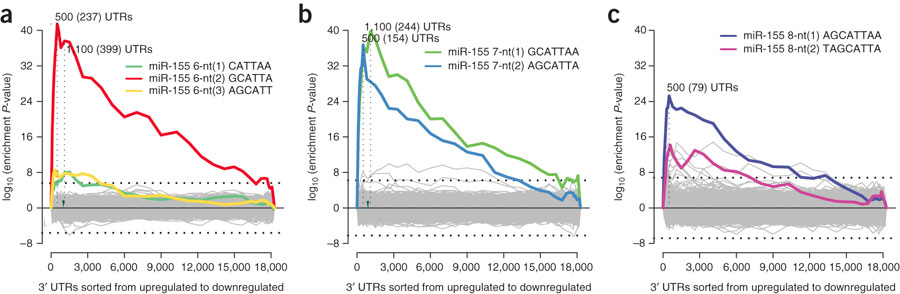 a
500 (237) UTRs
1,100 (399) UTRs
miR-155 6-nt(1) CATTAA
miR-155 6-nt(2) GCATTA
miR-155 6-nt(3) AGCATT
log10 (enrichment P-value)
40
32
24
16
8
0
−8
0
3,000
6,000
9,000
12,000
15,000
18,000
3′ UTRs sorted from upregulated to downregulated
b
1,100 (244) UTRs
500 (154) UTRs
miR-155 7-nt(1) GCATTAA
miR-155 7-nt(2) AGCATTA
log10 (enrichment P-value)
40
32
24
16
8
0
−8
0
3,000
6,000
9,000
12,000
15,000
18,000
3′ UTRs sorted from upregulated to downregulated
c
miR-155 8-nt(1) AGCATTAA
miR-155 8-nt(2) TAGCATTA
500 (79) UTRs
log10 (enrichment P-value)
40
32
24
16
8
0
−8
0
3,000
6,000
9,000
12,000
15,000
18,000
3′ UTRs sorted from upregulated to downregulated